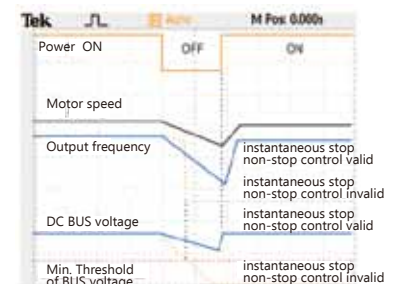 Tek M Pos: 0.000s
Power ON OFF ON
Motor speed
Output frequency
instantaneous stop
non-stop control valid
instantaneous stop
non-stop control invalid
DC BUS voltage
instantaneous stop
non-stop control valid
Min. Threshold
of BUS voltage
instantaneous stop
non-stop control invalid